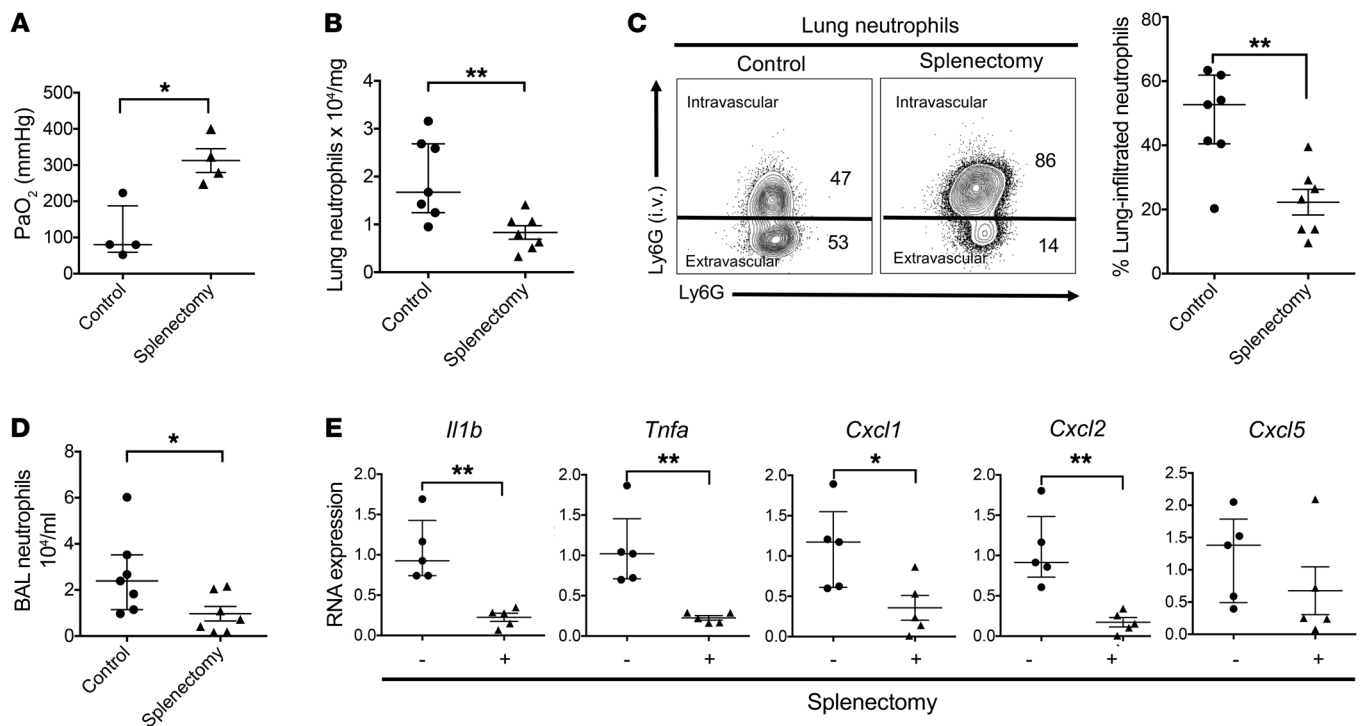 A
PaO2 (mmHg)
500
400
300
200
100
0
*
Control
Splenectomy
B
Lung neutrophils x 10⁴/mg
4
3
2
1
0
**
Control
Splenectomy
C
Lung neutrophils
Control
Splenectomy
Ly6G (i.v.)
Intravascular
47
53
Extravascular
Intravascular
86
14
Extravascular
Ly6G
% Lung-infiltrated neutrophils
80
60
40
20
0
**
Control
Splenectomy
D
BAL neutrophils
10⁴/ml
8
6
4
2
0
*
Control
Splenectomy
E
RNA expression
Il1b
2.0
1.5
1.0
0.5
0.0
**
- +
Tnfa
2.0
1.5
1.0
0.5
0.0
**
- +
Cxcl1
2.0
1.5
1.0
0.5
0.0
*
- +
Cxcl2
2.0
1.5
1.0
0.5
0.0
**
- +
Cxcl5
2.5
2.0
1.5
1.0
0.5
0.0
- +
Splenectomy